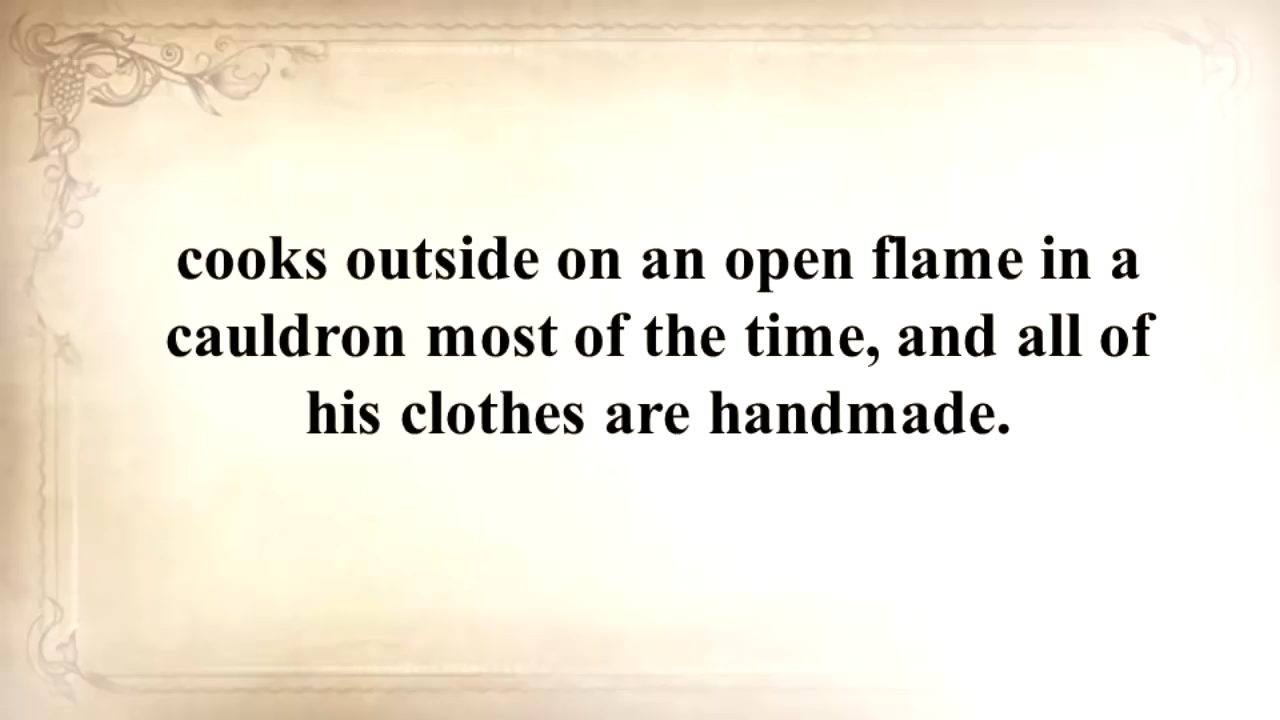 cooks outside on an open flame in a
cauldron most of the time, and all of
his clothes are handmade.